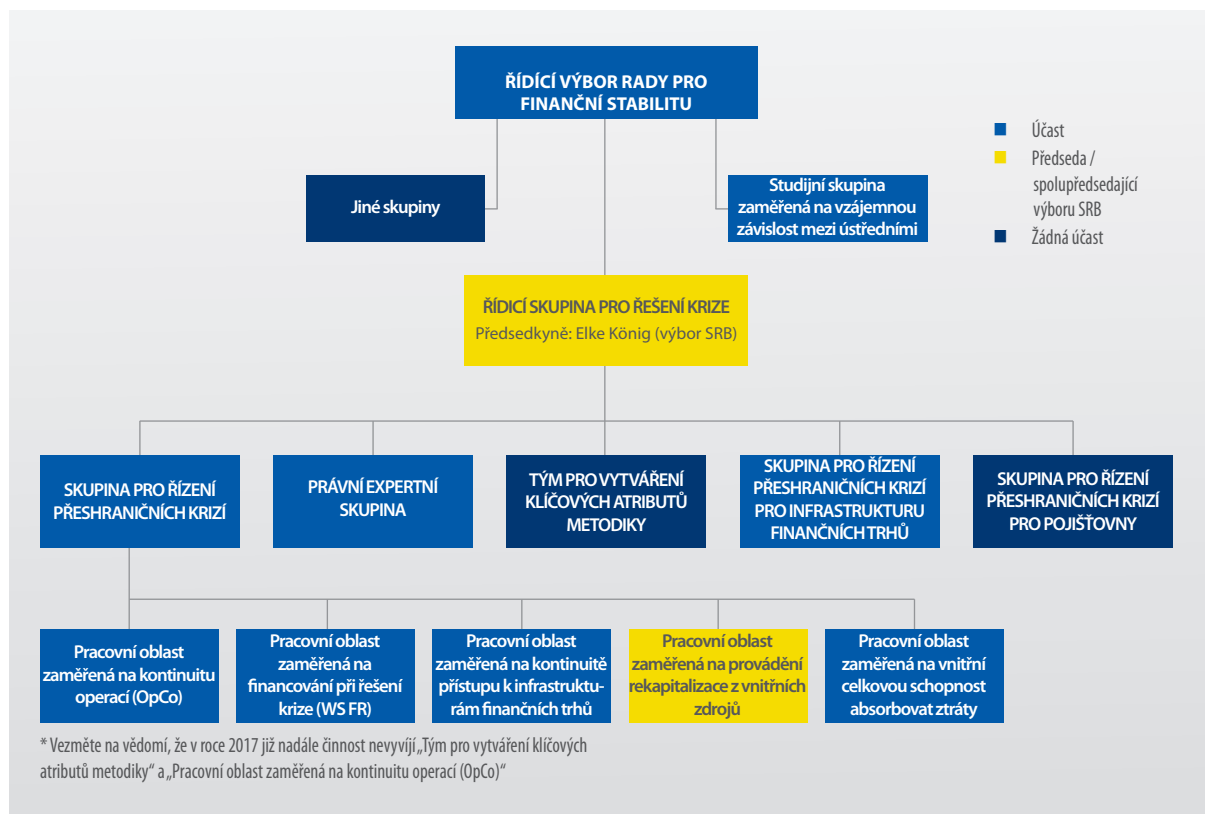 ŘÍDÍCÍ VÝBOR RADY PRO
FINANČNÍ STABILITU
Účast
Předseda /
spolupředsedající
výboru SRB
Žádná účast
Jiné skupiny
Studijní skupina
zaměřená na vzájemnou
závislost mezi ústředními
ŘÍDICÍ SKUPINA PRO ŘEŠENÍ KRIZE
Předsedkyně: Elke König (výbor SRB)
SKUPINA PRO ŘÍZENÍ
PŘESHRANIČNÍCH KRIZÍ
PRÁVNÍ EXPERTNÍ
SKUPINA
TÝM PRO VYTVÁŘENÍ
KLÍČOVÝCH ATRIBUTŮ
METODIKY
SKUPINA PRO ŘÍZENÍ
PŘESHRANIČNÍCH KRIZÍ
PRO INFRASTRUKTURU
FINANČNÍCH TRHŮ
SKUPINA PRO ŘÍZENÍ
PŘESHRANIČNÍCH KRIZÍ
PRO POJIŠŤOVNY
Pracovní oblast
zaměřená na kontinuitu
operací (OpCo)
Pracovní oblast
zaměřená na
financování při řešení
krize (WS FR)
Pracovní oblast
zaměřená na kontinuitě
přístupu k infrastruktu-
rám finančních trhů
Pracovní oblast
zaměřená na provádění
rekapitalizace z vnitřních
zdrojů
Pracovní oblast
zaměřená na vnitřní
celkovou schopnost
absorbovat ztráty
* Vezměte na vědomí, že v roce 2017 již nadále činnost nevyvíjí „Tým pro vytváření klíčových
atributů metodiky“ a „Pracovní oblast zaměřená na kontinuitu operací (OpCo)“